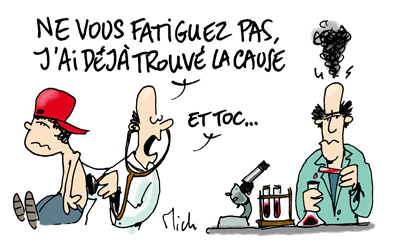 NE VOUS FATIGUEZ PAS,
J'AI DÉJÀ TROUVÉ LA CAUSE
ET TOC...
Mich